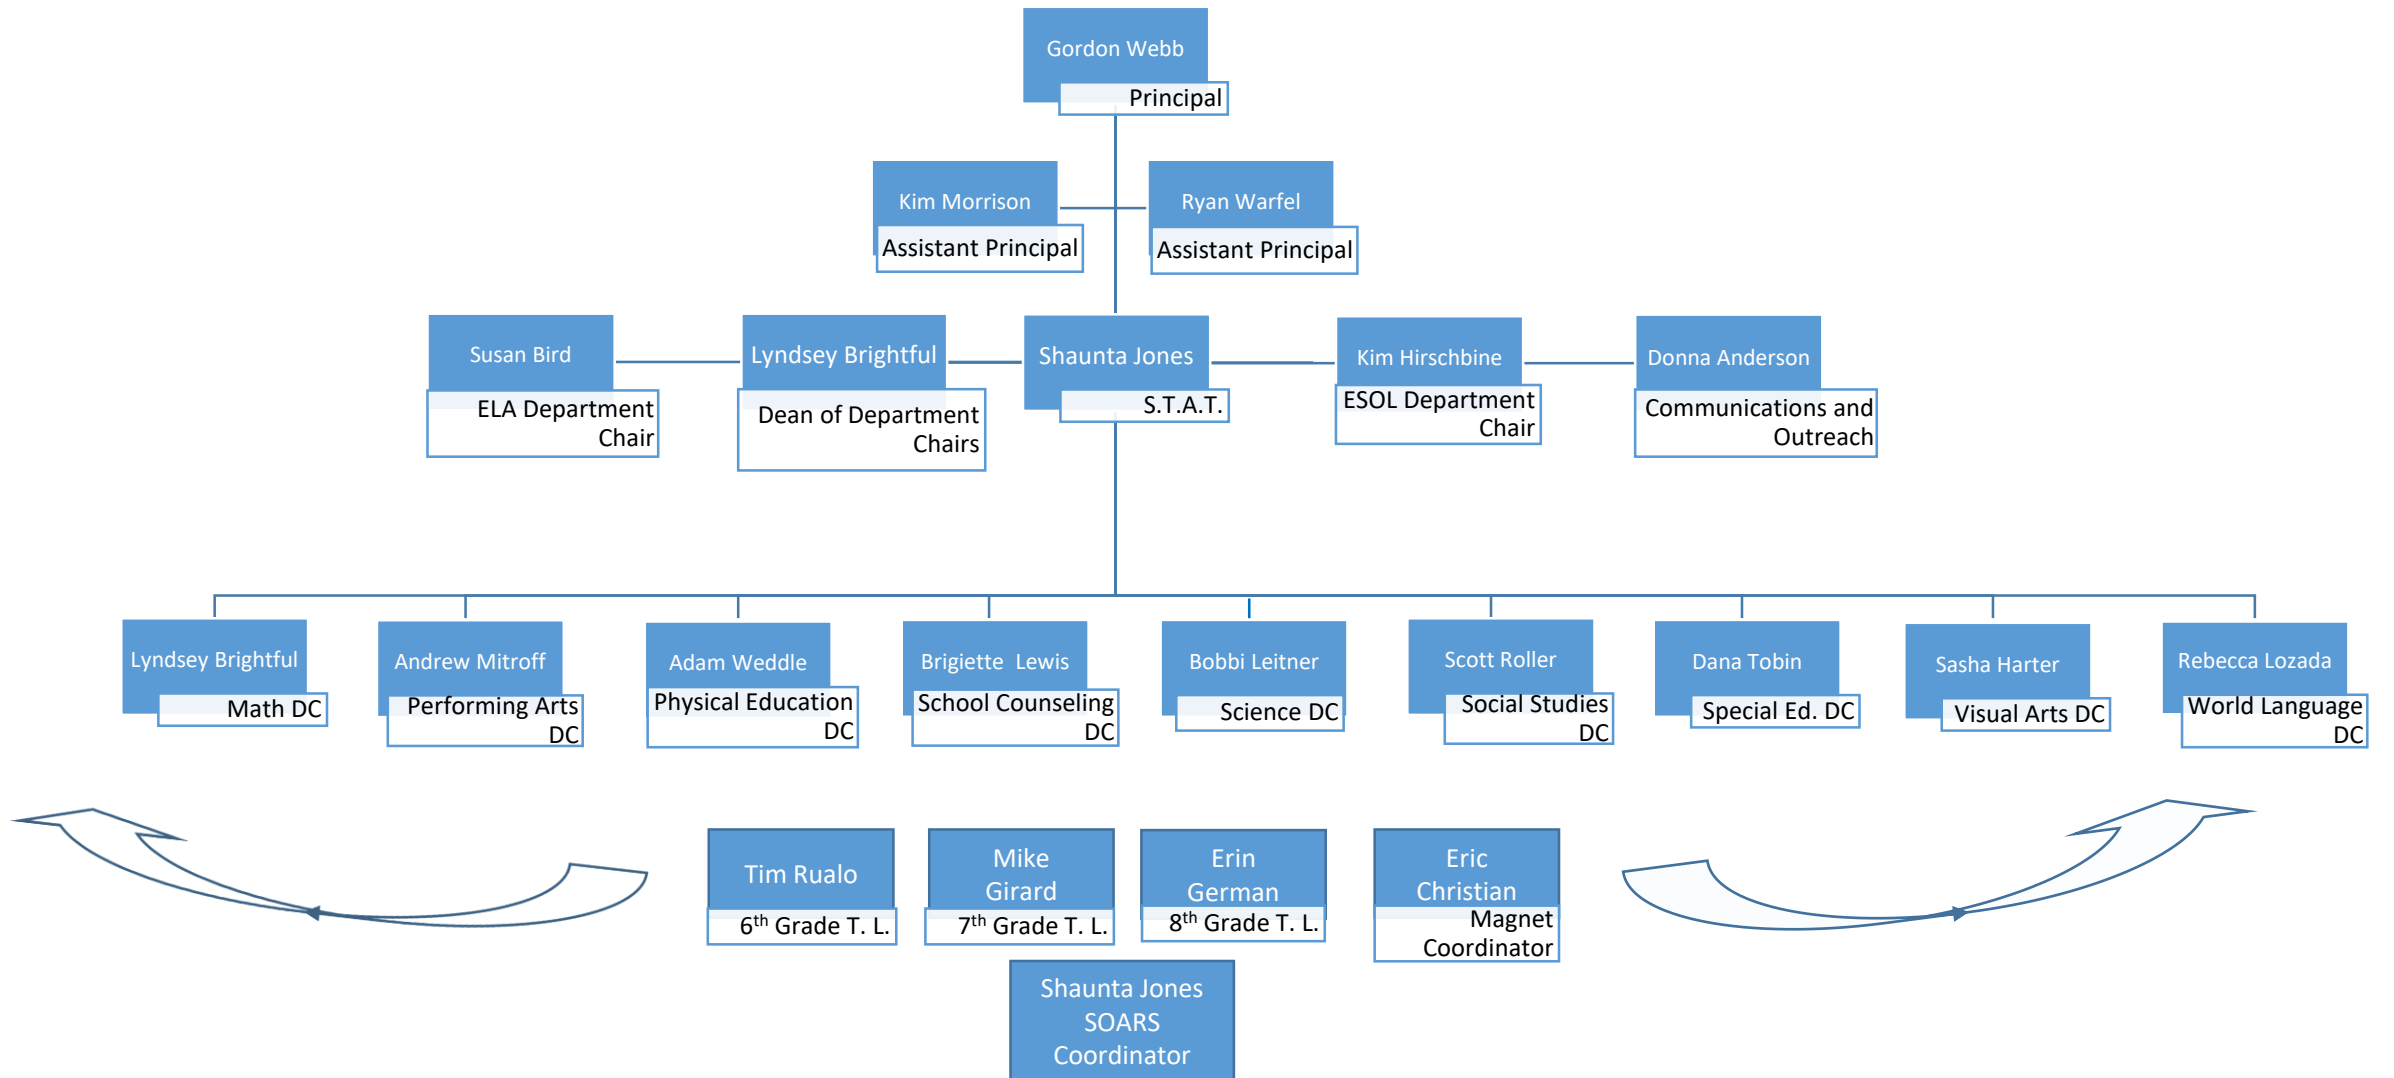 Gordon Webb
Principal
Kim Morrison
Assistant Principal
Ryan Warfel
Assistant Principal
Susan Bird
ELA Department
Chair
Lyndsey Brightful
Dean of Department
Chairs
Shaunta Jones
S.T.A.T.
Kim Hirschbine
ESOL Department
Chair
Donna Anderson
Communications and
Outreach
Lyndsey Brightful
Math DC
Andrew Mitroff
Performing Arts
DC
Adam Weddle
Physical Education
DC
Brigiette  Lewis
School Counseling
DC
Bobbi Leitner
Science DC
Scott Roller
Social Studies
DC
Dana Tobin
Special Ed. DC
Sasha Harter
Visual Arts DC
Rebecca Lozada
World Language
DC
Tim Rualo
6th Grade T. L.
Mike
Girard
7th Grade T. L.
Erin
German
8th Grade T. L.
Eric
Christian
Magnet
Coordinator
Shaunta Jones
SOARS
Coordinator